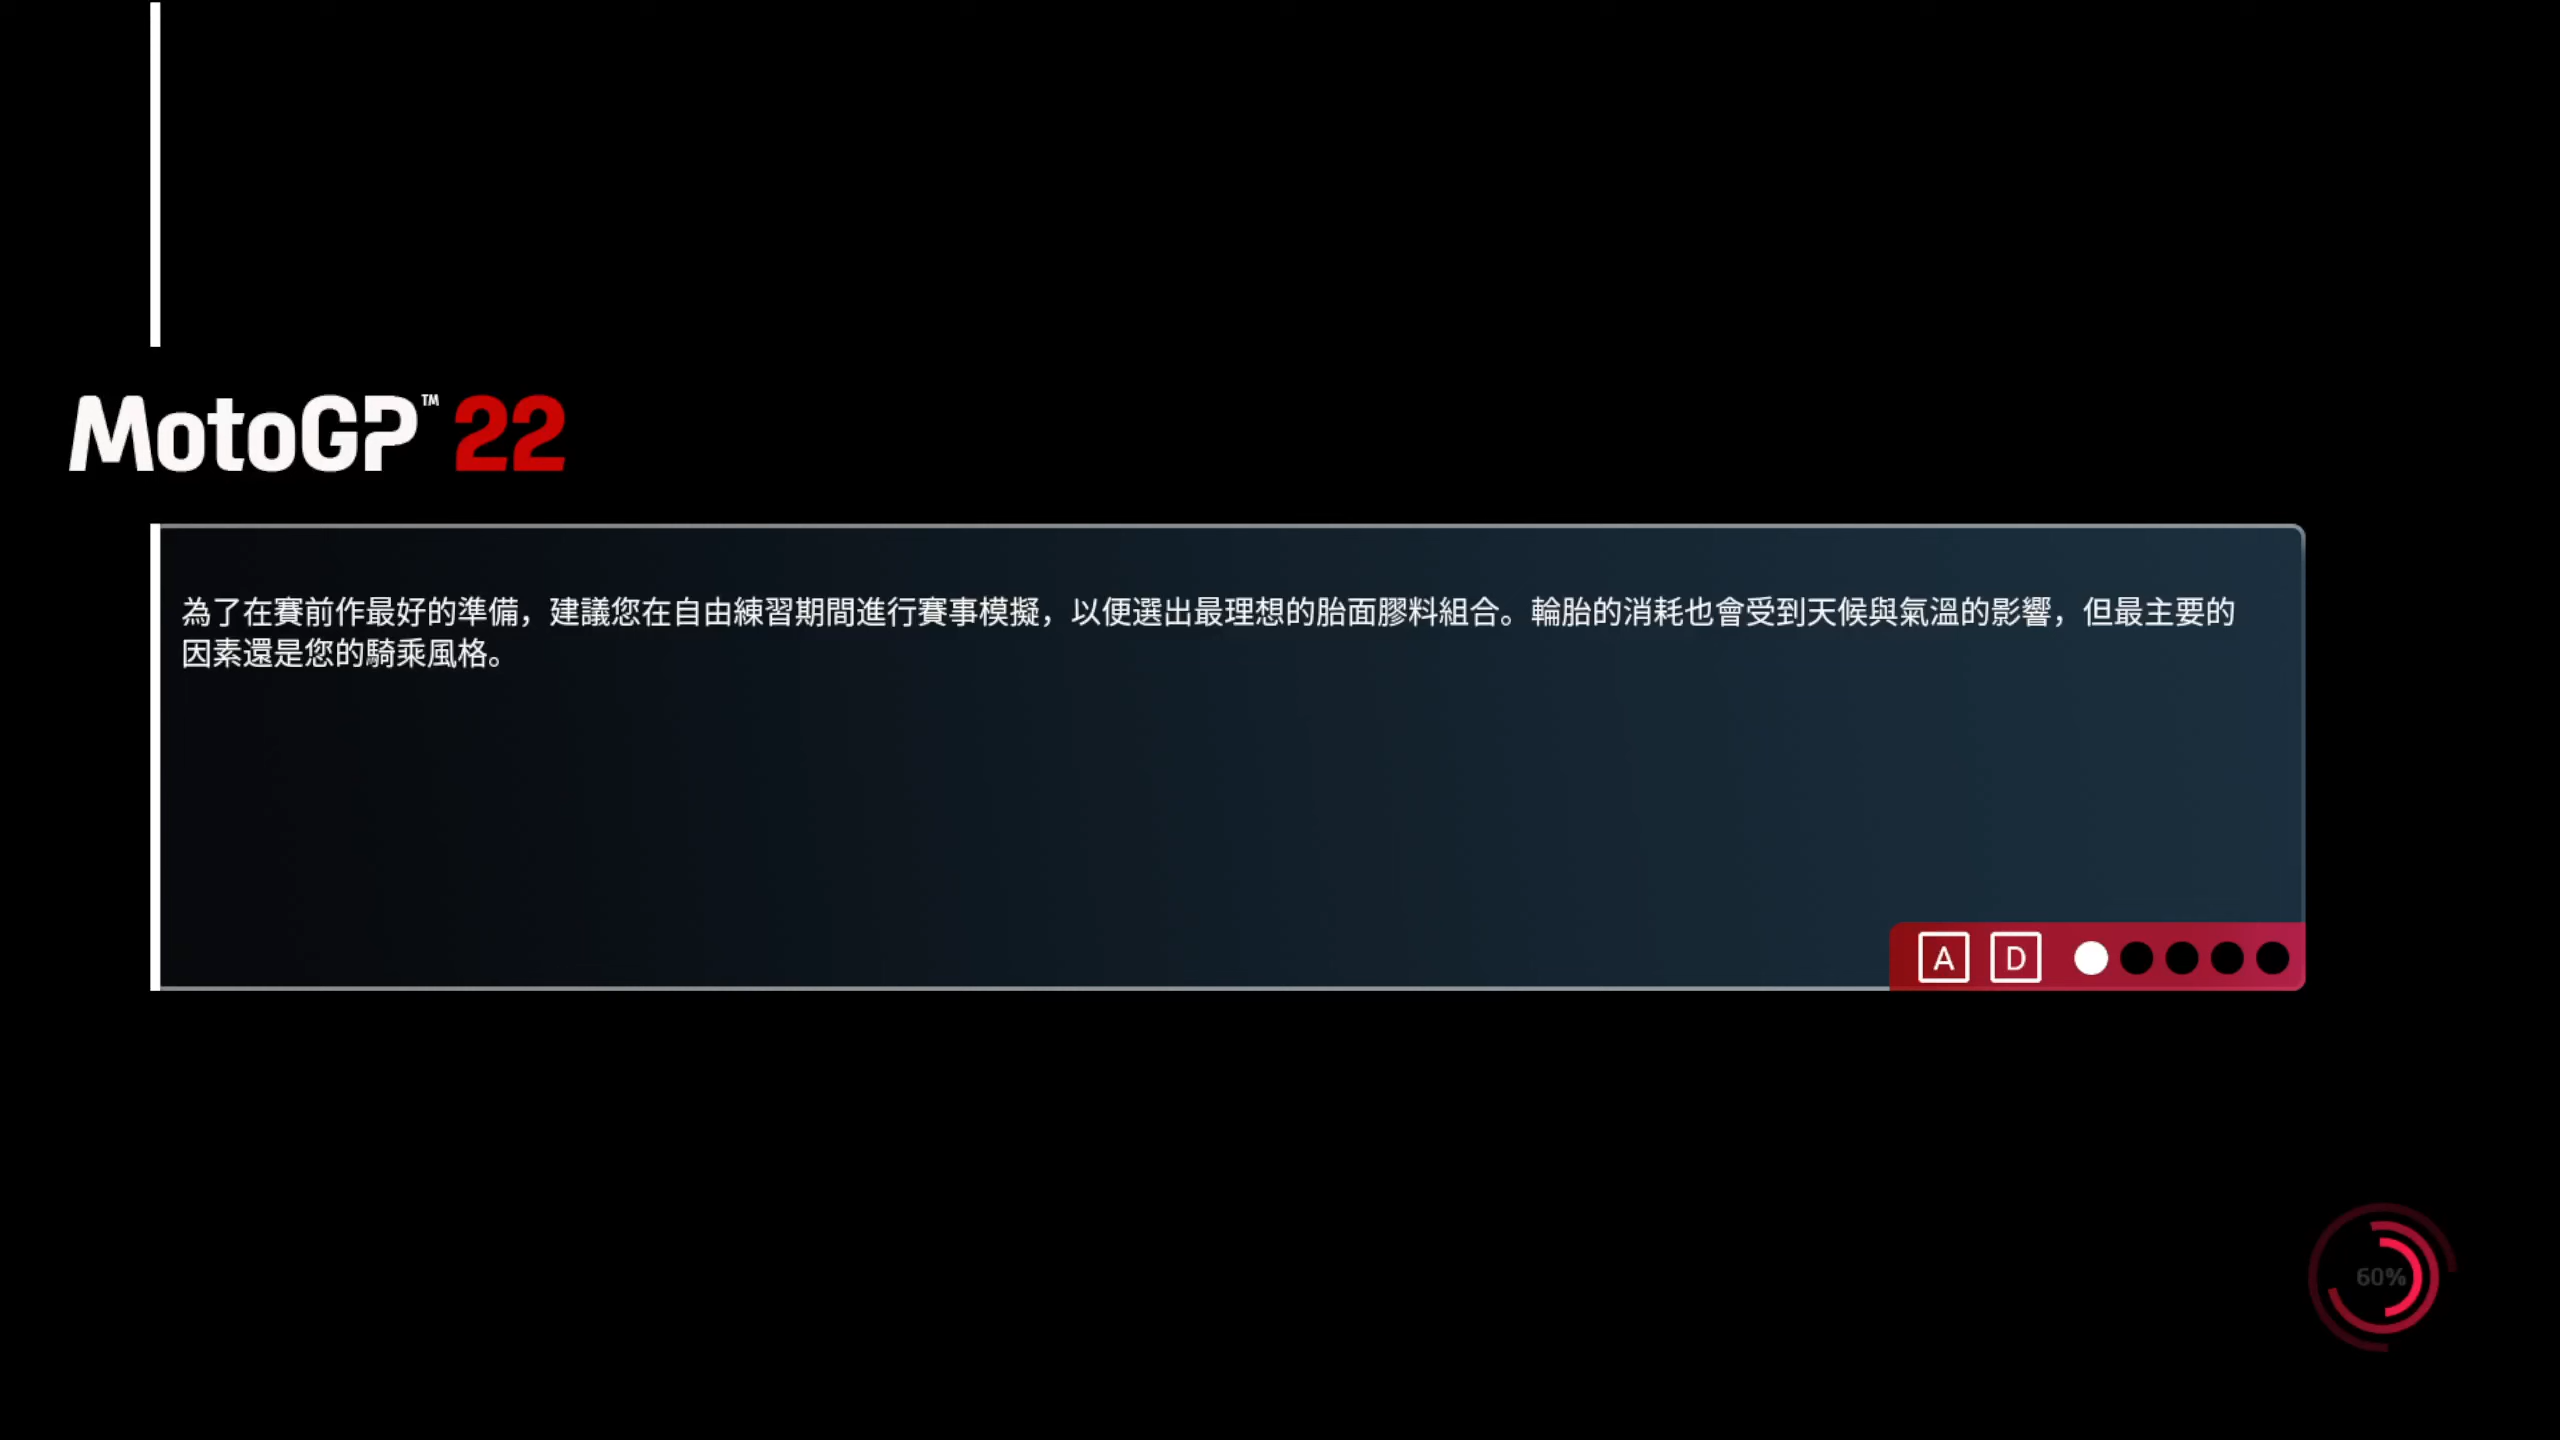 MotoGP™22
為了在賽前作最好的準備，建議您在自由練習期間進行賽事模擬，以便選出最理想的胎面膠料組合。輪胎的消耗也會受到天候與氣溫的影響，但最主要的
因素還是您的騎乘風格。
A D
60%